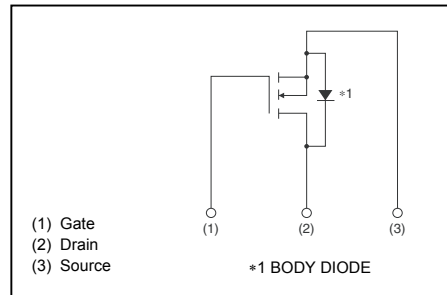 ∗1
(1) Gate
(2) Drain
(3) Source
(1)
(2)
(3)
∗1 BODY DIODE